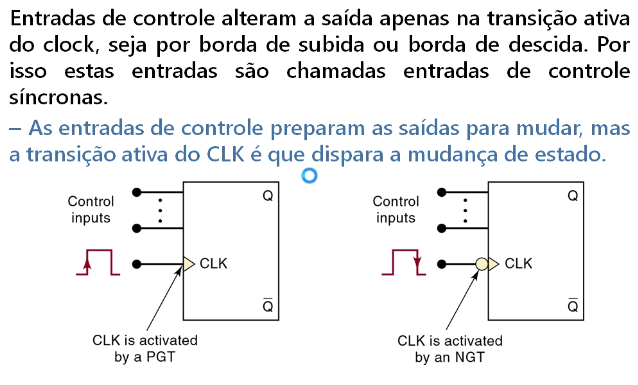 Entradas de controle alteram a saída apenas na transição ativa
do clock, seja por borda de subida ou borda de descida. Por
isso estas entradas são chamadas entradas de controle
síncronas.
– As entradas de controle preparam as saídas para mudar, mas
a transição ativa do CLK é que dispara a mudança de estado.
Control
inputs
Q
CLK
Q̅
CLK is activated
by a PGT
Control
inputs
Q
CLK
Q̅
CLK is activated
by an NGT